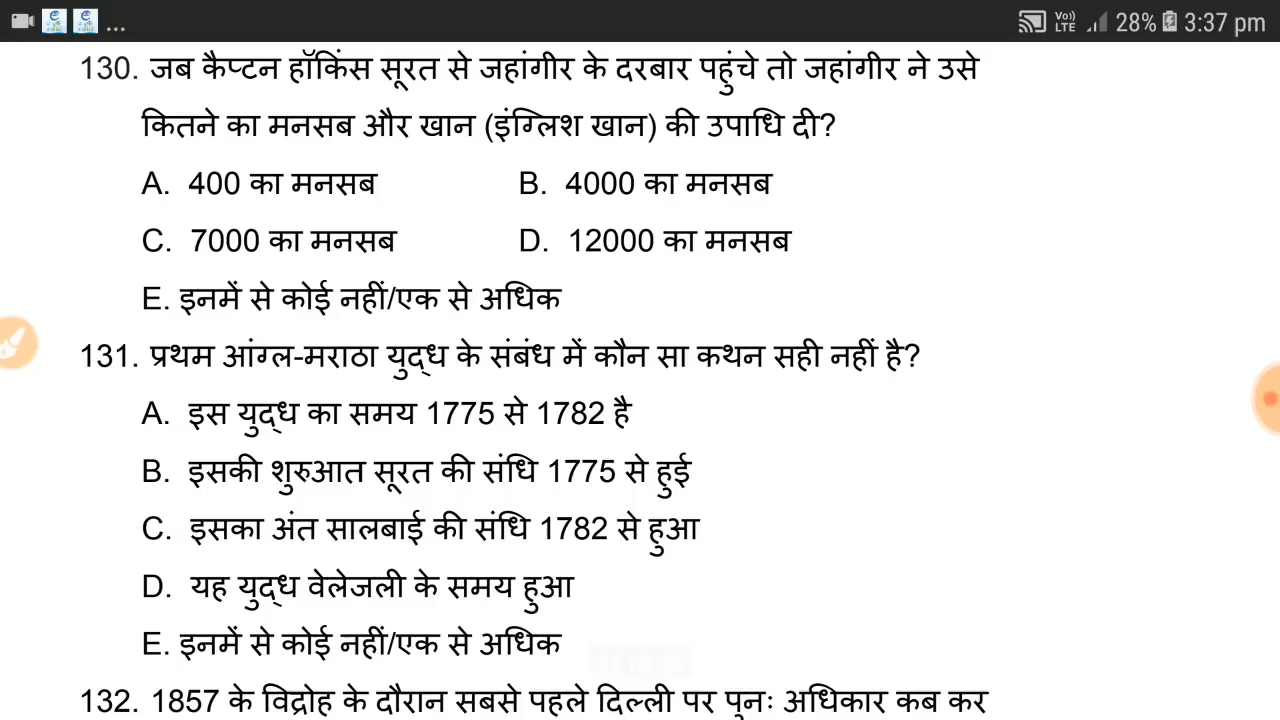 ... Vo) LTE 28% 3:37 pm
130. जब कैप्टन हॉकिंस सूरत से जहांगीर के दरबार पहुंचे तो जहांगीर ने उसे
कितने का मनसब और खान (इंग्लिश खान) की उपाधि दी?
A. 400 का मनसब B. 4000 का मनसब
C. 7000 का मनसब D. 12000 का मनसब
E. इनमें से कोई नहीं/एक से अधिक
131. प्रथम आंग्ल-मराठा युद्ध के संबंध में कौन सा कथन सही नहीं है?
A. इस युद्ध का समय 1775 से 1782 है
B. इसकी शुरुआत सूरत की संधि 1775 से हुई
C. इसका अंत सालबाई की संधि 1782 से हुआ
D. यह युद्ध वेलेजली के समय हुआ
E. इनमें से कोई नहीं/एक से अधिक
132. 1857 के विद्रोह के दौरान सबसे पहले दिल्ली पर पुनः अधिकार कब कर